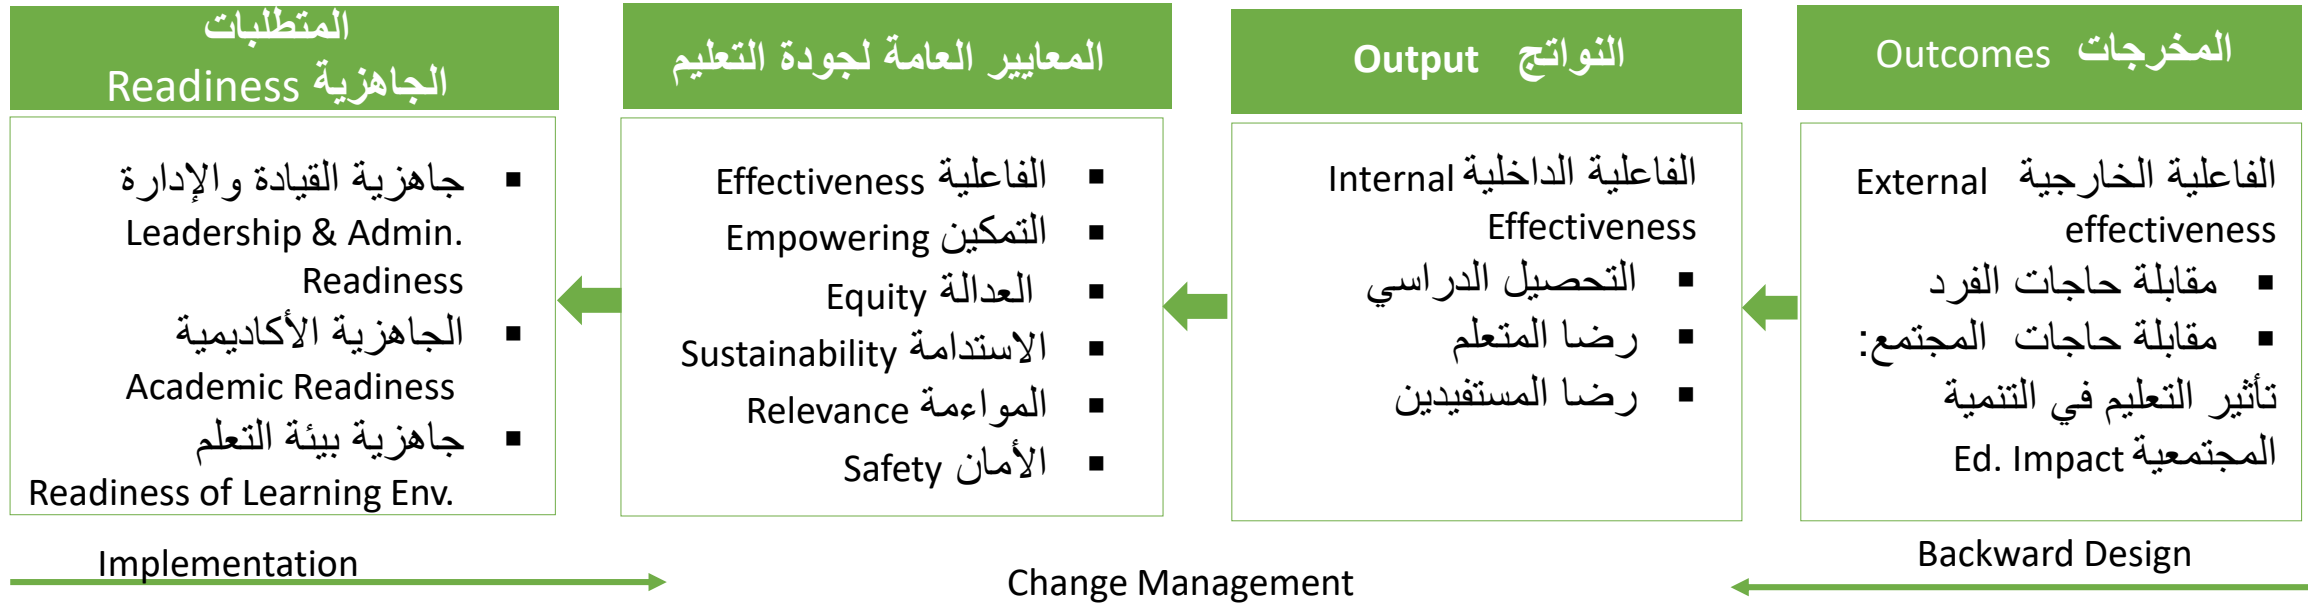 المخرجات Outcomes
الفاعلية الخارجية External
effectiveness
▪ مقابلة حاجات الفرد
▪ مقابلة حاجات المجتمع:
تأثير التعليم في التنمية
المجتمعية Ed. Impact
النواتج Output
الفاعلية الداخلية Internal
Effectiveness
▪ التحصيل الدراسي
▪ رضا المتعلم
▪ رضا المستفيدين
المعايير العامة لجودة التعليم
▪ الفاعلية Effectiveness
▪ التمكين Empowering
▪ العدالة Equity
▪ الاستدامة Sustainability
▪ المواءمة Relevance
▪ الأمان Safety
المتطلبات
الجاهزية Readiness
▪ جاهزية القيادة والإدارة
Leadership & Admin.
Readiness
▪ الجاهزية الأكاديمية
Academic Readiness
▪ جاهزية بيئة التعلم
Readiness of Learning Env.
Backward Design
Change Management
Implementation